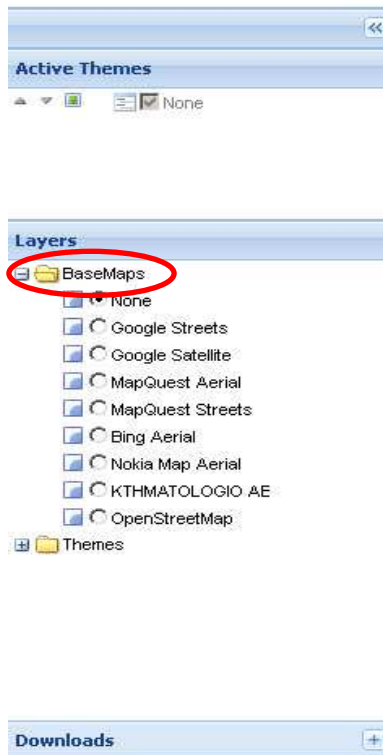 Active Themes
None
Layers
BaseMaps
None
Google Streets
Google Satellite
MapQuest Aerial
MapQuest Streets
Bing Aerial
Nokia Map Aerial
KTHMATOLOGIO AE
OpenStreetMap
Themes
Downloads